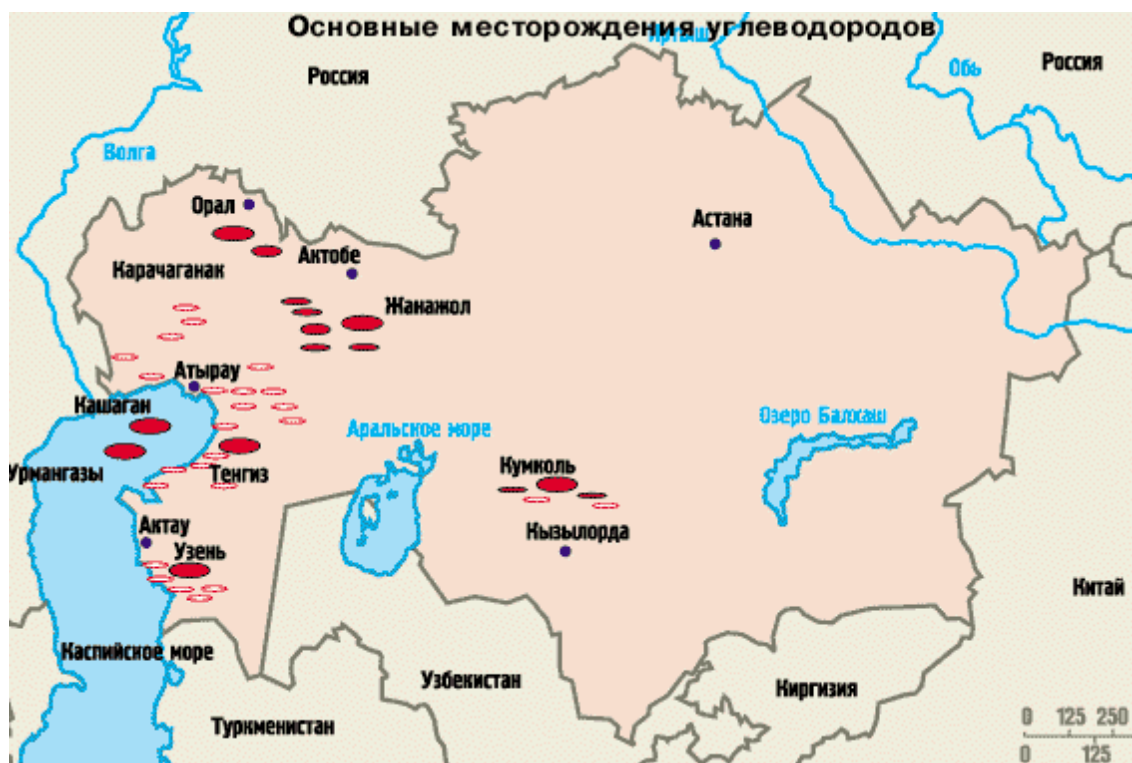 Основные месторождения углеводородов
Иртыш
Россия
Обь
Россия
Волга
Орал
Астана
Актобе
Карачаганак
Жанажол
Атырау
Кашаган
Озеро Балхаш
Аральское море
Урмангазы
Тенгиз
Кумколь
Актау
Узень
Кызылорда
Китай
Каспийское море
Узбекистан
Киргизия
Туркменистан
0 125 250
0 125